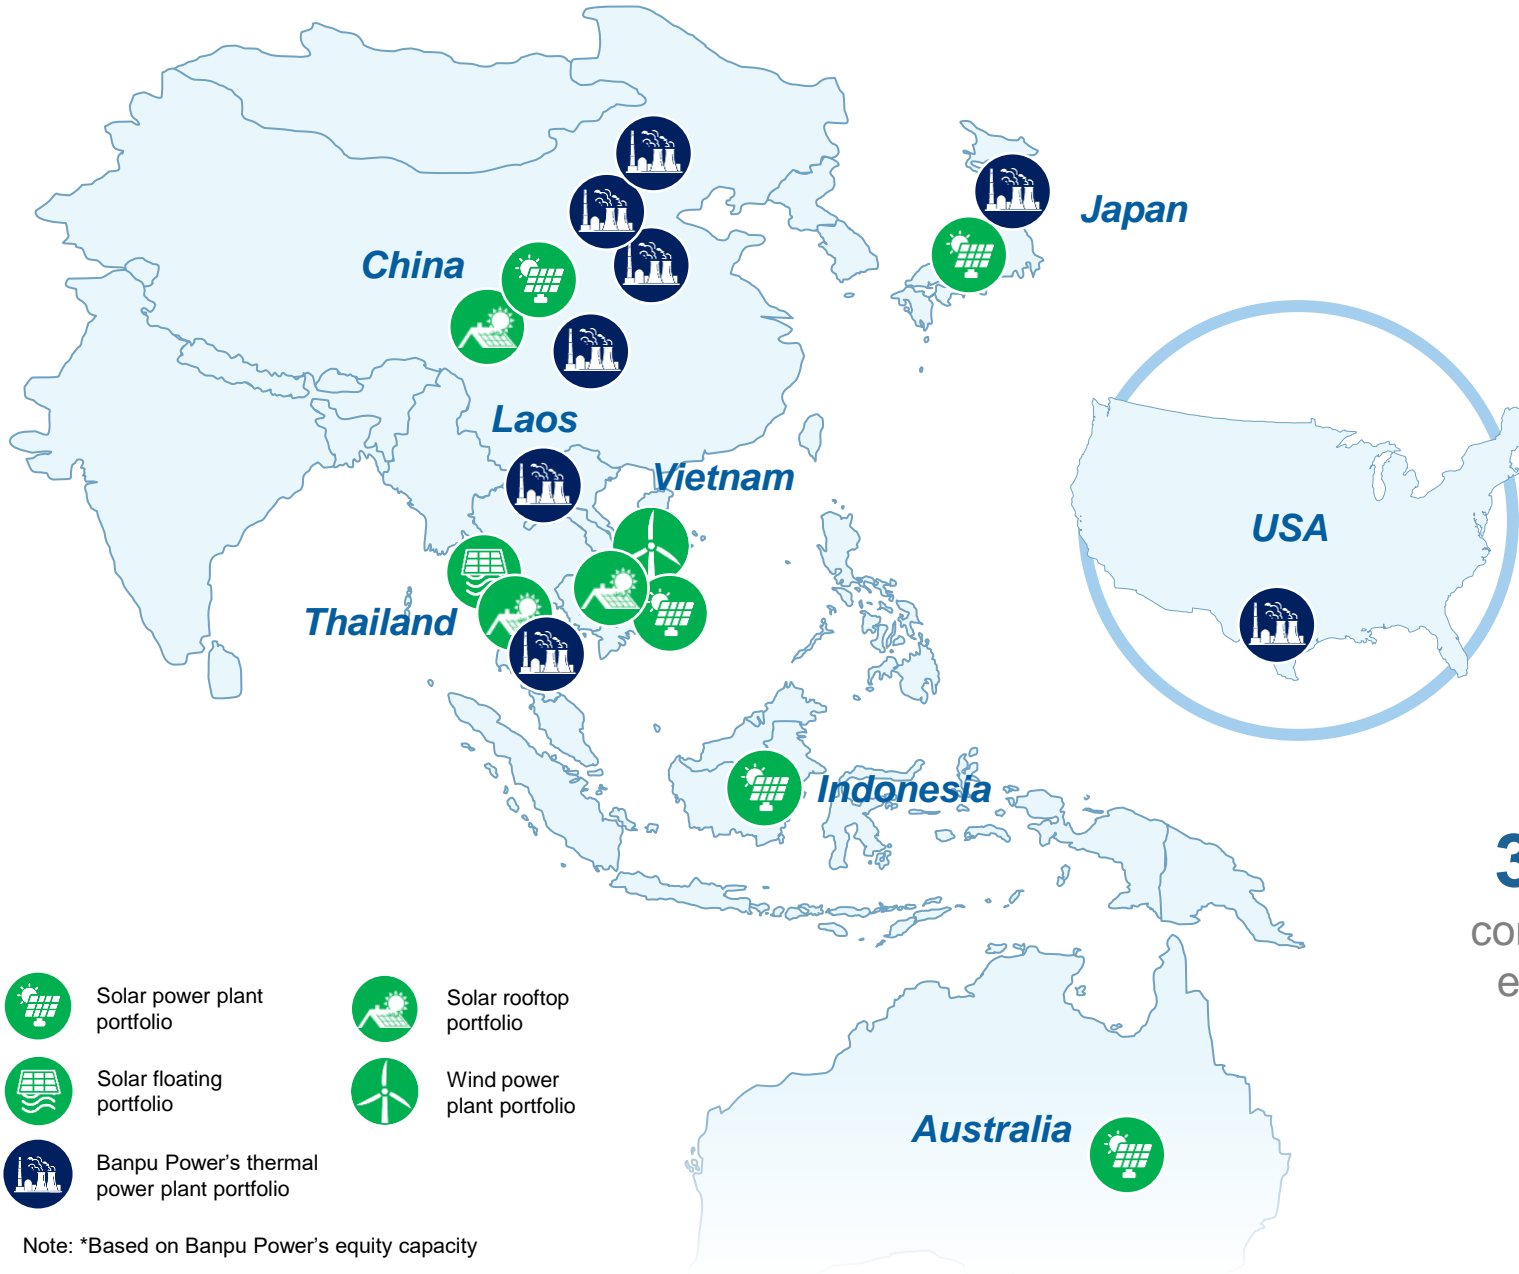 Japan
China
Laos
Vietnam
USA
Thailand
Indonesia
3
Solar power plant
portfolio
Solar rooftop
portfolio
Solar floating
portfolio
Wind power
plant portfolio
Banpu Power’s thermal
power plant portfolio
Australia
Note: *Based on Banpu Power’s equity capacity